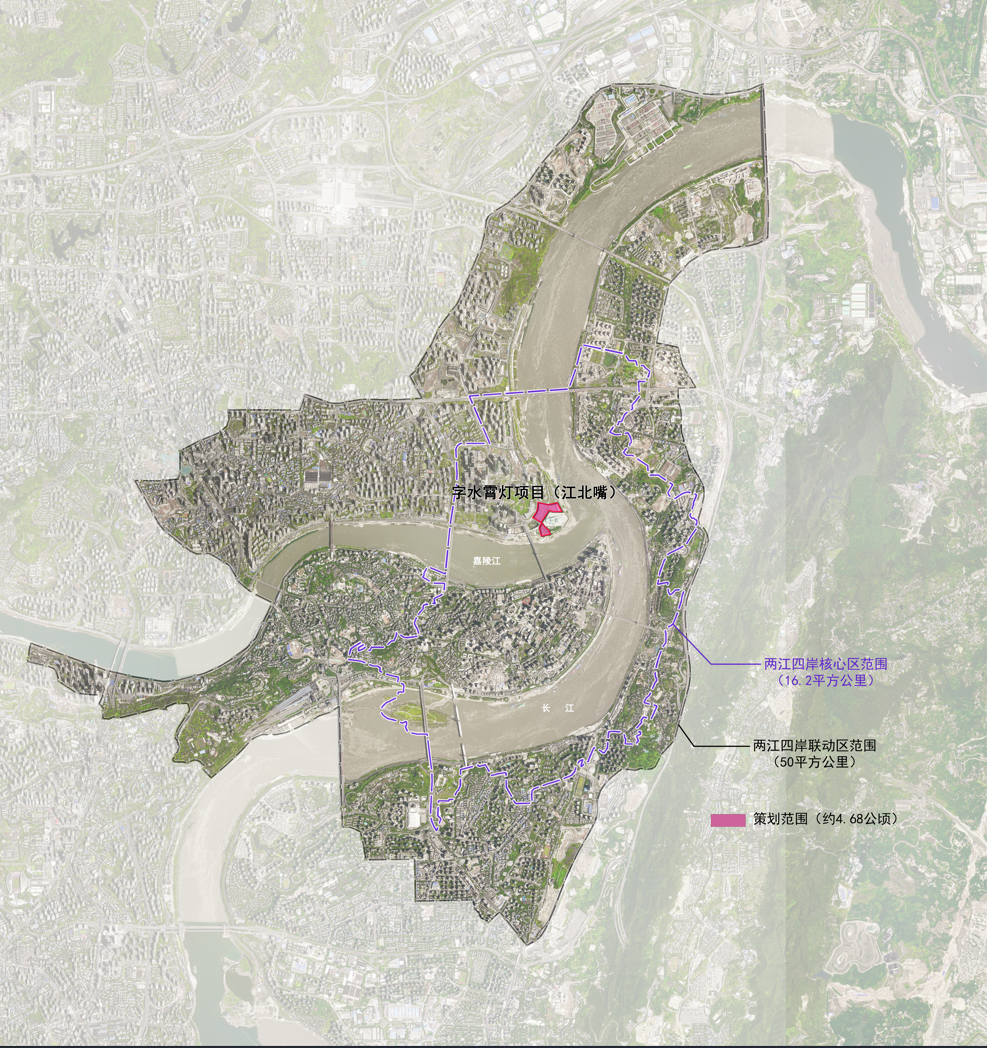 字水霄灯项目（江北嘴）
嘉陵江
两江四岸核心区范围
（16.2平方公里）
长 江
两江四岸联动区范围
（50平方公里）
策划范围（约4.68公顷）